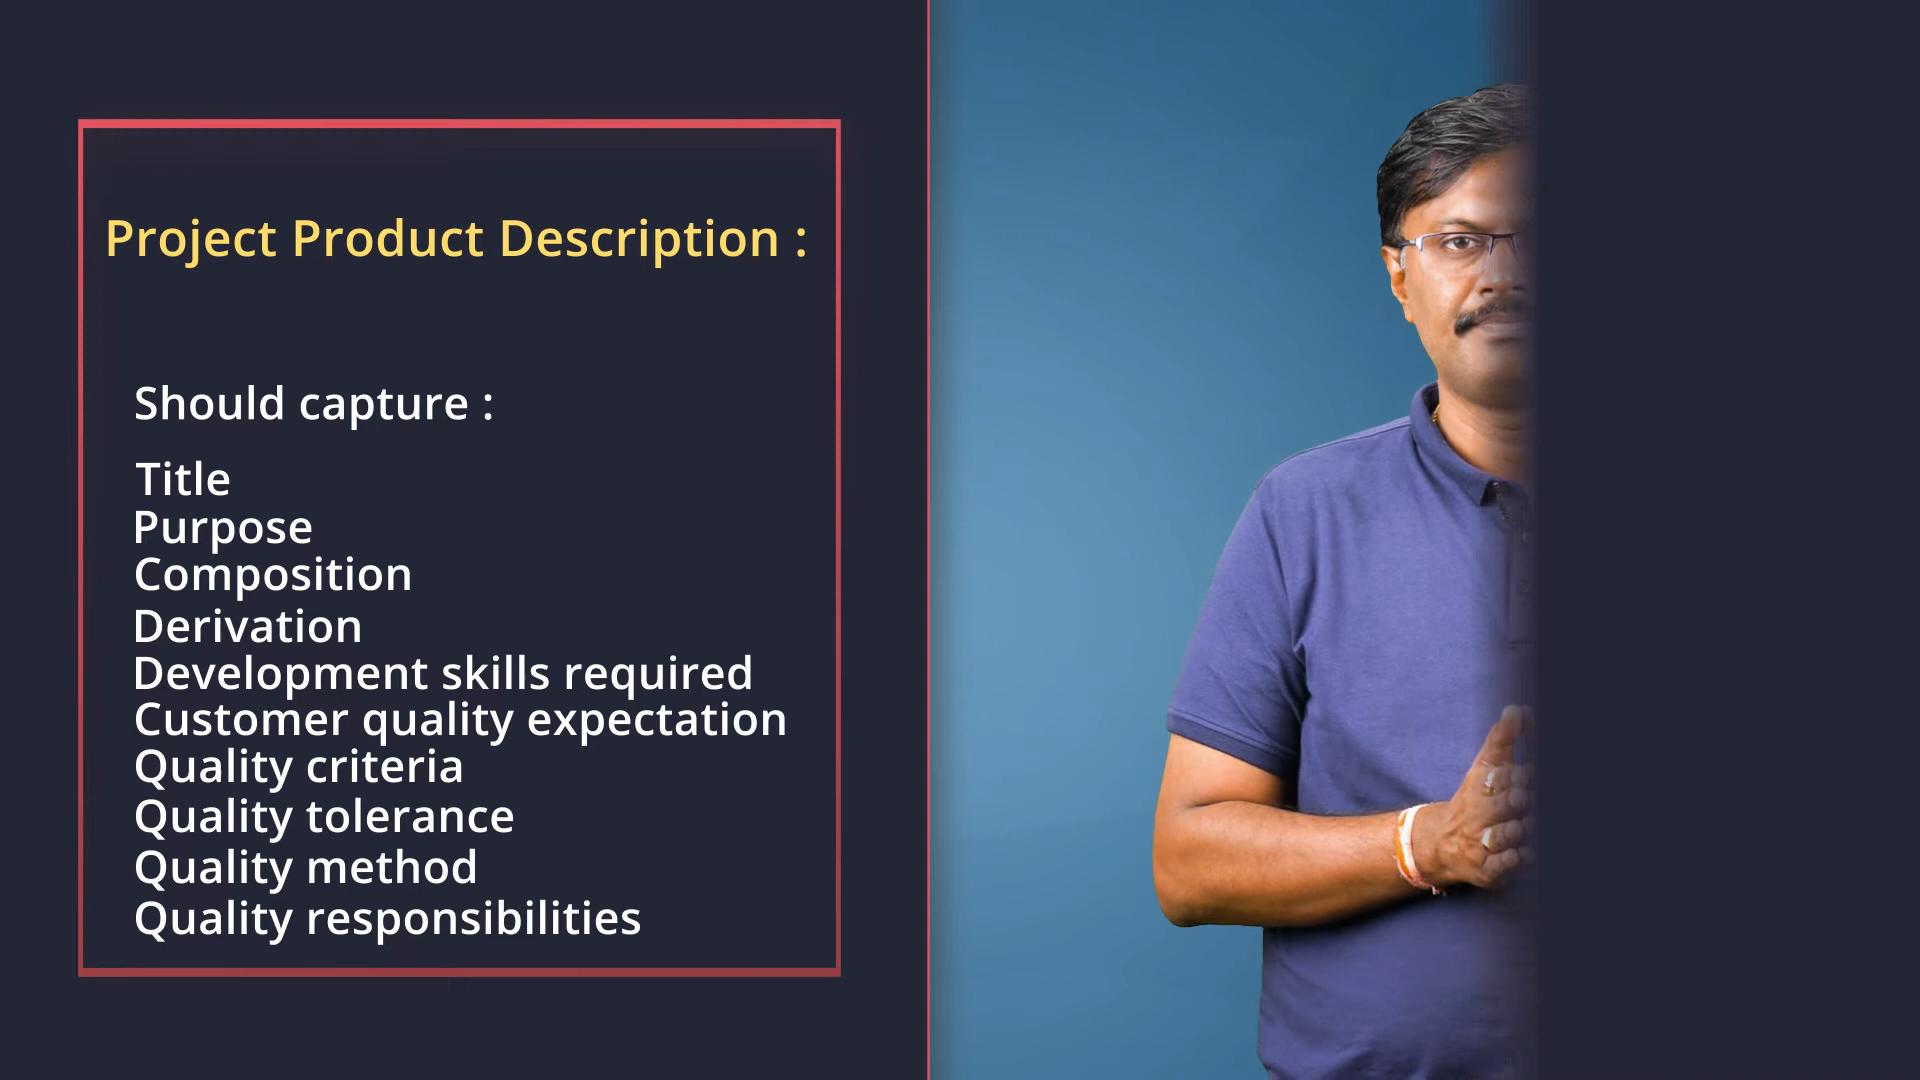 Project Product Description :
Should capture :
Title
Purpose
Composition
Derivation
Development skills required
Customer quality expectation
Quality criteria
Quality tolerance
Quality method
Quality responsibilities